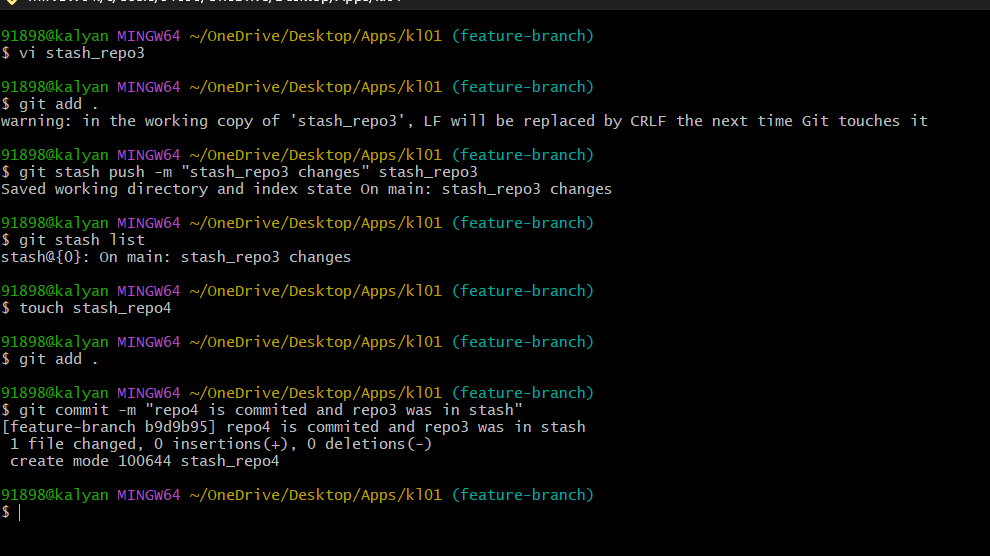 91898@kalyan MINGW64 ~/OneDrive/Desktop/Apps/kl01 (feature-branch)
$ vi stash_repo3
91898@kalyan MINGW64 ~/OneDrive/Desktop/Apps/kl01 (feature-branch)
$ git add .
warning: in the working copy of 'stash_repo3', LF will be replaced by CRLF the next time Git touches it
91898@kalyan MINGW64 ~/OneDrive/Desktop/Apps/kl01 (feature-branch)
$ git stash push -m "stash_repo3 changes" stash_repo3
Saved working directory and index state On main: stash_repo3 changes
91898@kalyan MINGW64 ~/OneDrive/Desktop/Apps/kl01 (feature-branch)
$ git stash list
stash@{0}: On main: stash_repo3 changes
91898@kalyan MINGW64 ~/OneDrive/Desktop/Apps/kl01 (feature-branch)
$ touch stash_repo4
91898@kalyan MINGW64 ~/OneDrive/Desktop/Apps/kl01 (feature-branch)
$ git add .
91898@kalyan MINGW64 ~/OneDrive/Desktop/Apps/kl01 (feature-branch)
$ git commit -m "repo4 is commited and repo3 was in stash"
[feature-branch b9d9b95] repo4 is commited and repo3 was in stash
 1 file changed, 0 insertions(+), 0 deletions(-)
 create mode 100644 stash_repo4
91898@kalyan MINGW64 ~/OneDrive/Desktop/Apps/kl01 (feature-branch)
$